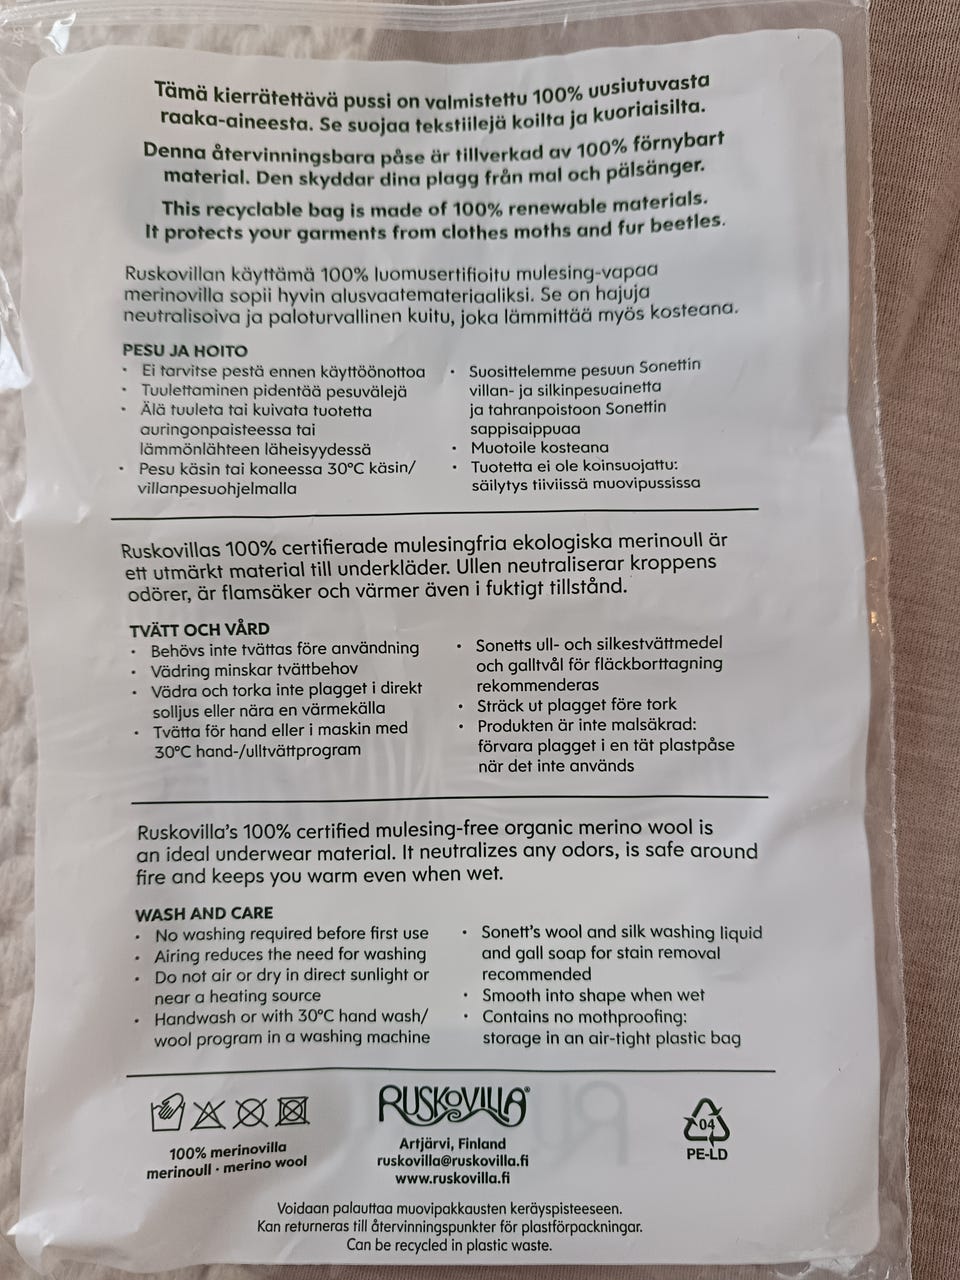 Tämä kierrätettävä pussi on valmistettu 100% uusiutuvasta
raaka-aineesta. Se suojaa tekstiilejä koilta ja kuoriaisilta.
Denna återvinningsbara påse är tillverkad av 100% förnybart
material. Den skyddar dina plagg från mal och pälsänger.
This recyclable bag is made of 100% renewable materials.
It protects your garments from clothes moths and fur beetles.
Ruskovillan käyttämä 100% luomusertifioitu mulesing-vapaa
merinovilla sopii hyvin alusvaatemateriaaliksi. Se on hajuja
neutralisoiva ja paloturvallinen kuitu, joka lämmittää myös kosteana.
PESU JA HOITO
• Ei tarvitse pestä ennen käyttöönottoa
• Tuulettaminen pidentää pesuvälejä
• Älä tuuleta tai kuivata tuotetta
auringonpaisteessa tai
lämmönlähteen läheisyydessä
• Pesu käsin tai koneessa 30°C käsin/
villanpesuohjelmalla
• Suosittelemme pesuun Sonettin
villan- ja silkinpesuainetta
ja tahranpoistoon Sonettin
sappisaippuaa
• Muotoile kosteana
• Tuotetta ei ole koinsuojattu:
säilytys tiiviissä muovipussissa
Ruskovillas 100% certifierade mulesingfria ekologiska merinoull är
ett utmärkt material till underkläder. Ullen neutraliserar kroppens
odörer, är flamsäker och värmer även i fuktigt tillstånd.
TVÄTT OCH VÅRD
• Behövs inte tvättas före användning
• Vädring minskar tvättbehov
• Vädra och torka inte plagget i direkt
solljus eller nära en värmekälla
• Tvätta för hand eller i maskin med
30°C hand-/ulltvättprogram
• Sonetts ull- och silkestvättmedel
och galltvål för fläckborttagning
rekommenderas
• Sträck ut plagget före tork
• Produkten är inte malsäkrad:
förvara plagget i en tät plastpåse
när det inte används
Ruskovilla's 100% certified mulesing-free organic merino wool is
an ideal underwear material. It neutralizes any odors, is safe around
fire and keeps you warm even when wet.
WASH AND CARE
• No washing required before first use
• Airing reduces the need for washing
• Do not air or dry in direct sunlight or
near a heating source
• Handwash or with 30°C hand wash/
wool program in a washing machine
• Sonett's wool and silk washing liquid
and gall soap for stain removal
recommended
• Smooth into shape when wet
• Contains no mothproofing:
storage in an air-tight plastic bag
100% merinovilla
merinoull · merino wool
RUSKOVILLA®
Artjärvi, Finland
ruskovilla@ruskovilla.fi
www.ruskovilla.fi
04
PE-LD
Voidaan palauttaa muovipakkausten keräyspisteeseen.
Kan returneras till återvinningspunkter för plastförpackningar.
Can be recycled in plastic waste.